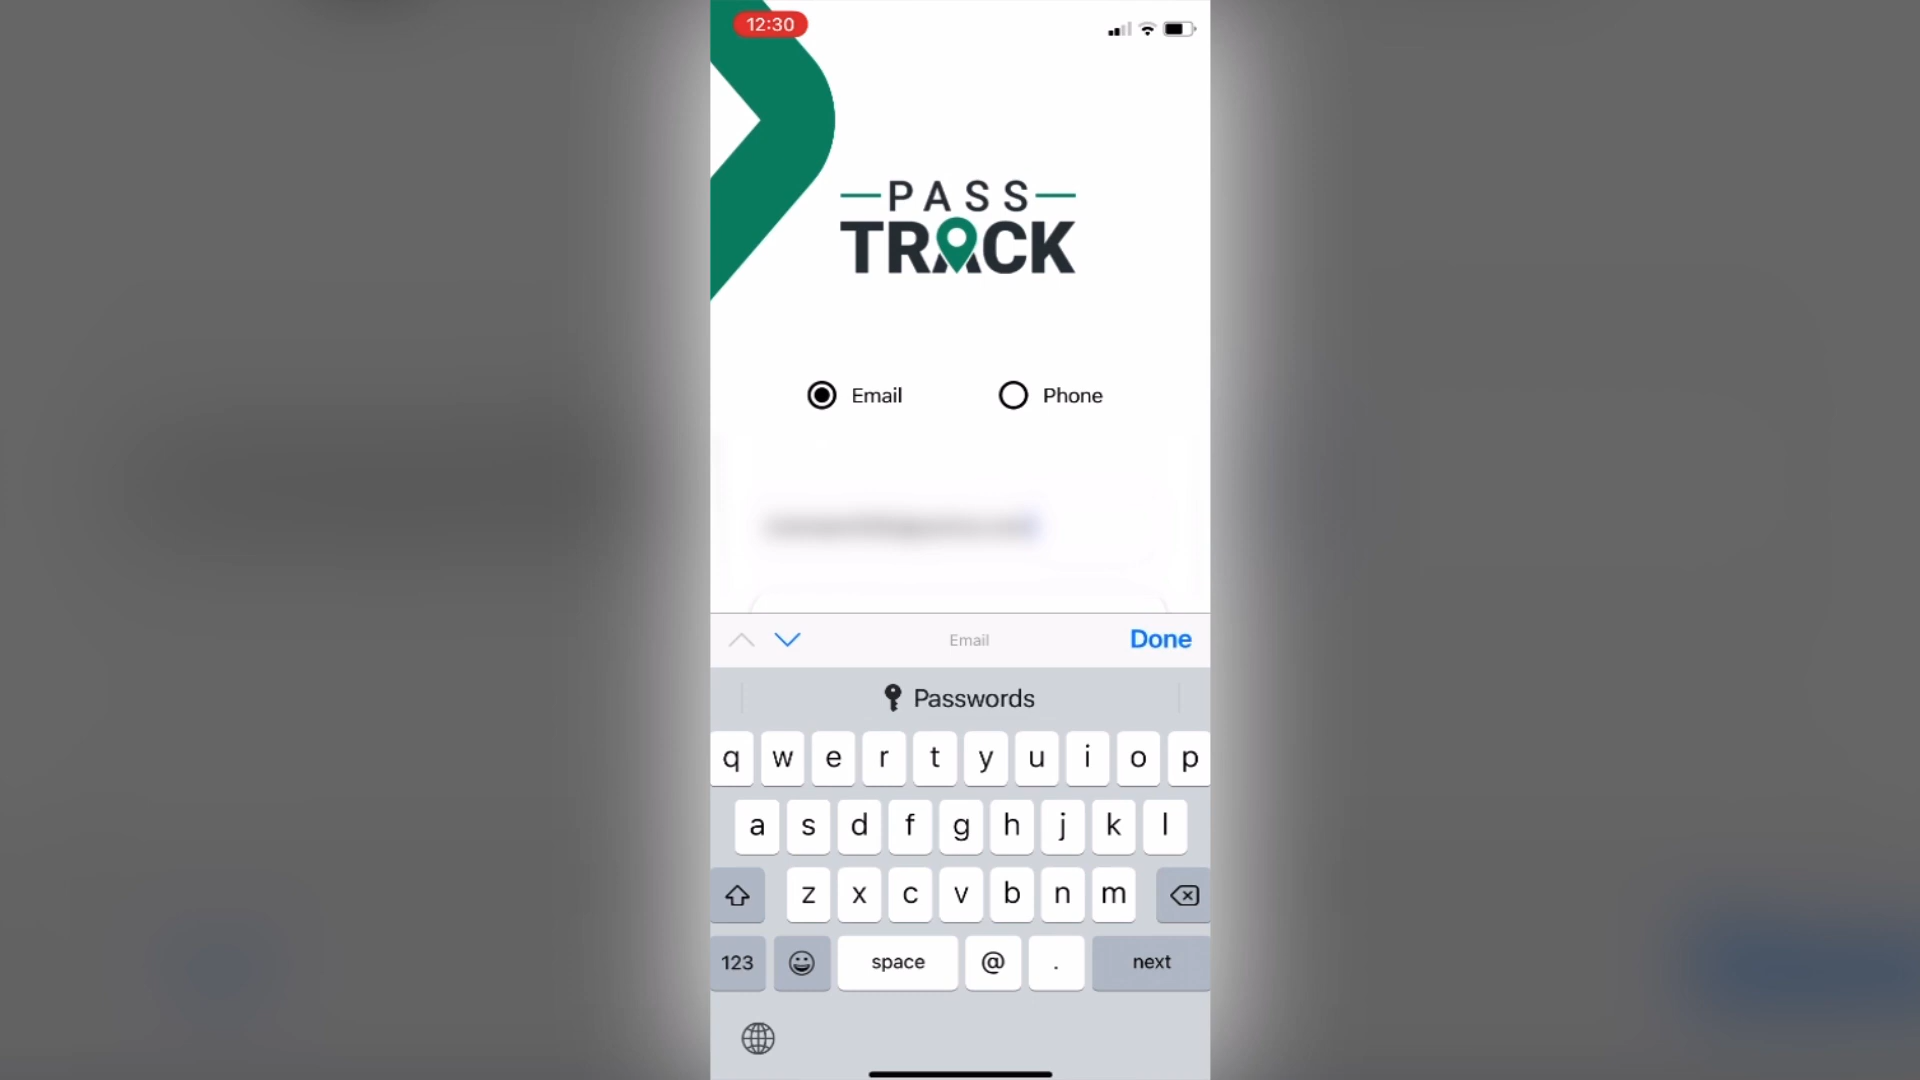 12:30
PASS
TRACK
Email Phone
Email Done
Passwords
q w e r t y u i o p
a s d f g h j k l
z x c v b n m
123 space @ . next